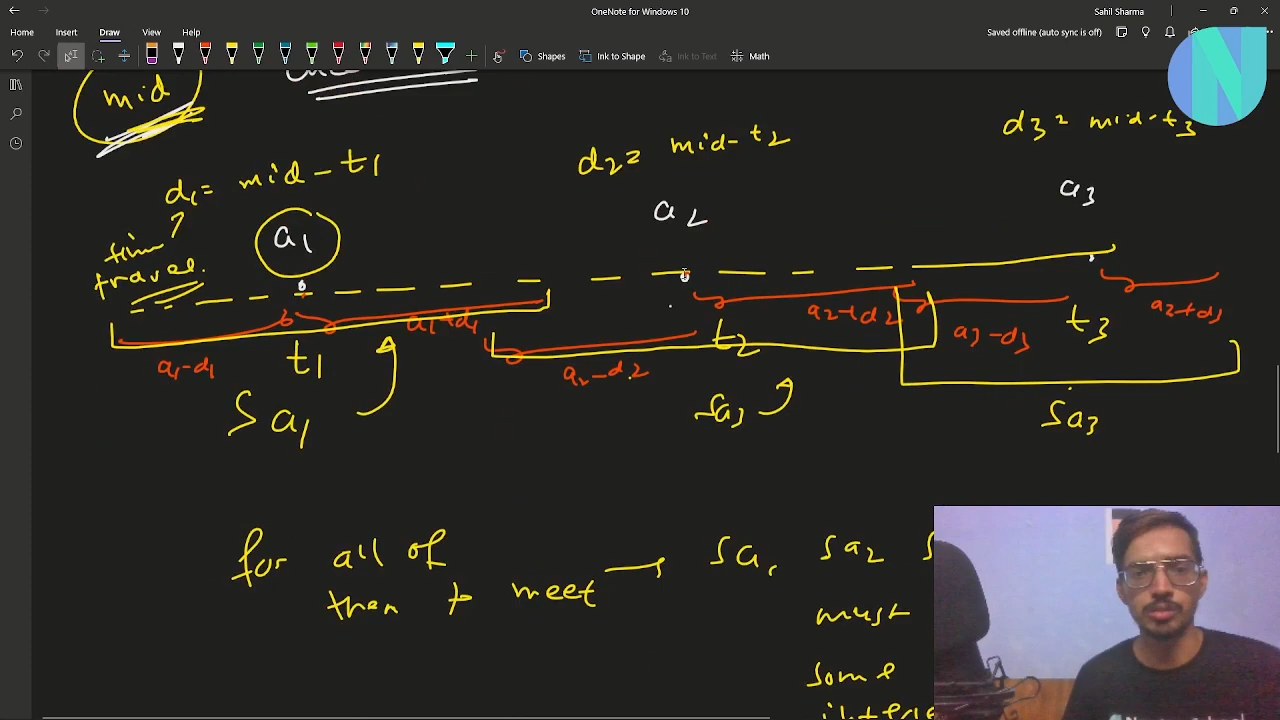 OneNote for Windows 10
Sahil Sharma
Home Insert Draw View Help
Saved offline (auto sync is off)
Shapes Ink to Shape Ink to Text Math
mid
d1= mid-t1
d2= mid-t2
d3= mid-t3
time
travel.
a1
a2
a3
a1-d1
a1+d1
a2-d2
a2+d2
a3-d3
a3+d3
t1
t2
t3
Sa1
Sa3
Sa3
for all of
them to meet → Sa1 Sa2 S
must
some